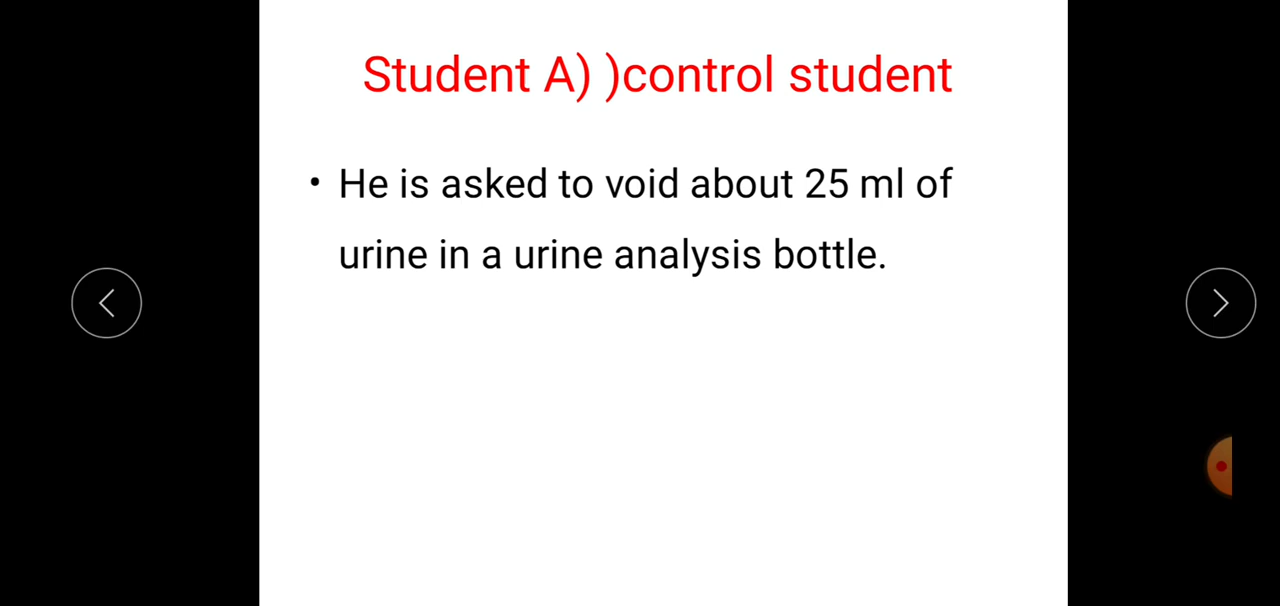 Student A) )control student
• He is asked to void about 25 ml of
urine in a urine analysis bottle.